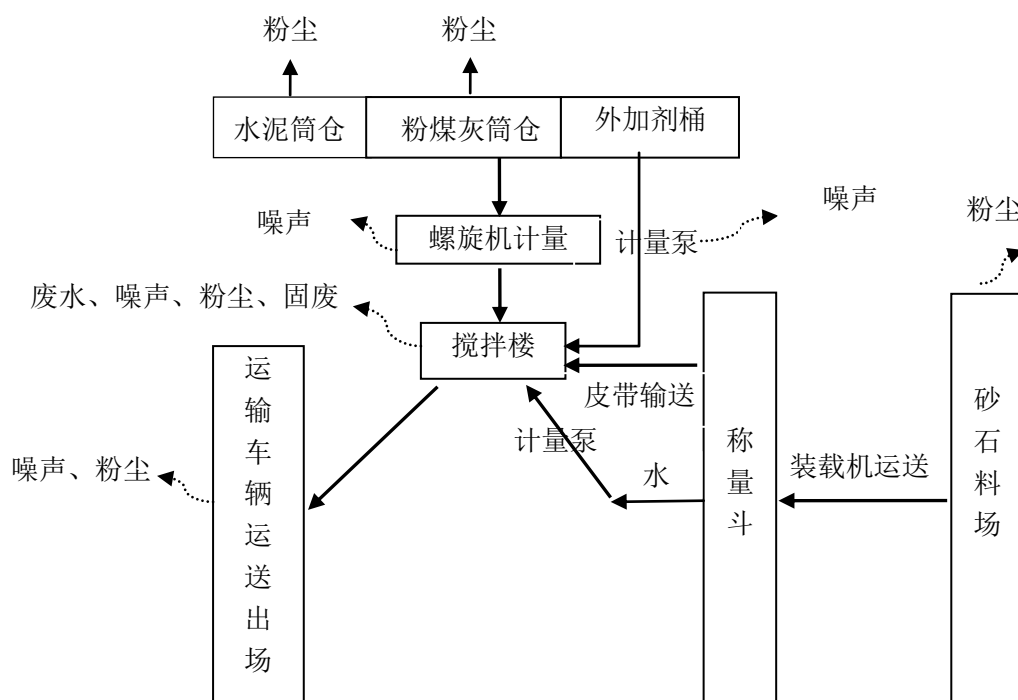 粉尘
粉尘
水泥筒仓
粉煤灰筒仓
外加剂桶
噪声
螺旋机计量
计量泵
噪声
粉尘
废水、噪声、粉尘、固废
搅拌楼
皮带输送
计量泵
水
噪声、粉尘
运输车辆运送出场
称量斗
装载机运送
砂石料场